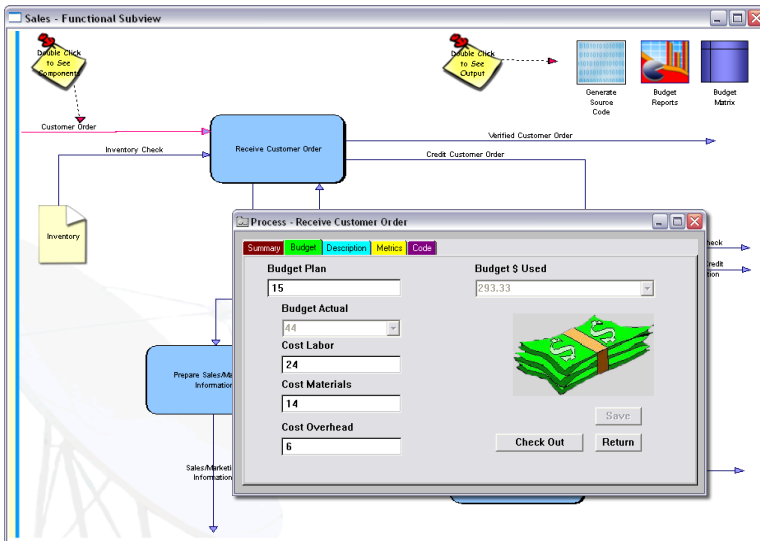 Sales - Functional Subview
Double Click
to See
Components
Double Click
to See
Output
Generate
Source
Code
Budget
Reports
Budget
Matrix
Customer Order
Inventory Check
Receive Customer Order
Verified Customer Order
Credit Customer Order
Inventory
Process - Receive Customer Order
Summary
Budget
Description
Metrics
Code
Budget Plan
15
Budget $ Used
293.33
Budget Actual
44
Cost Labor
24
Cost Materials
14
Cost Overhead
6
Save
Check Out
Return
Prepare Sales/Ma
Information
Sales/Marketi
Information
heck
redit
tion